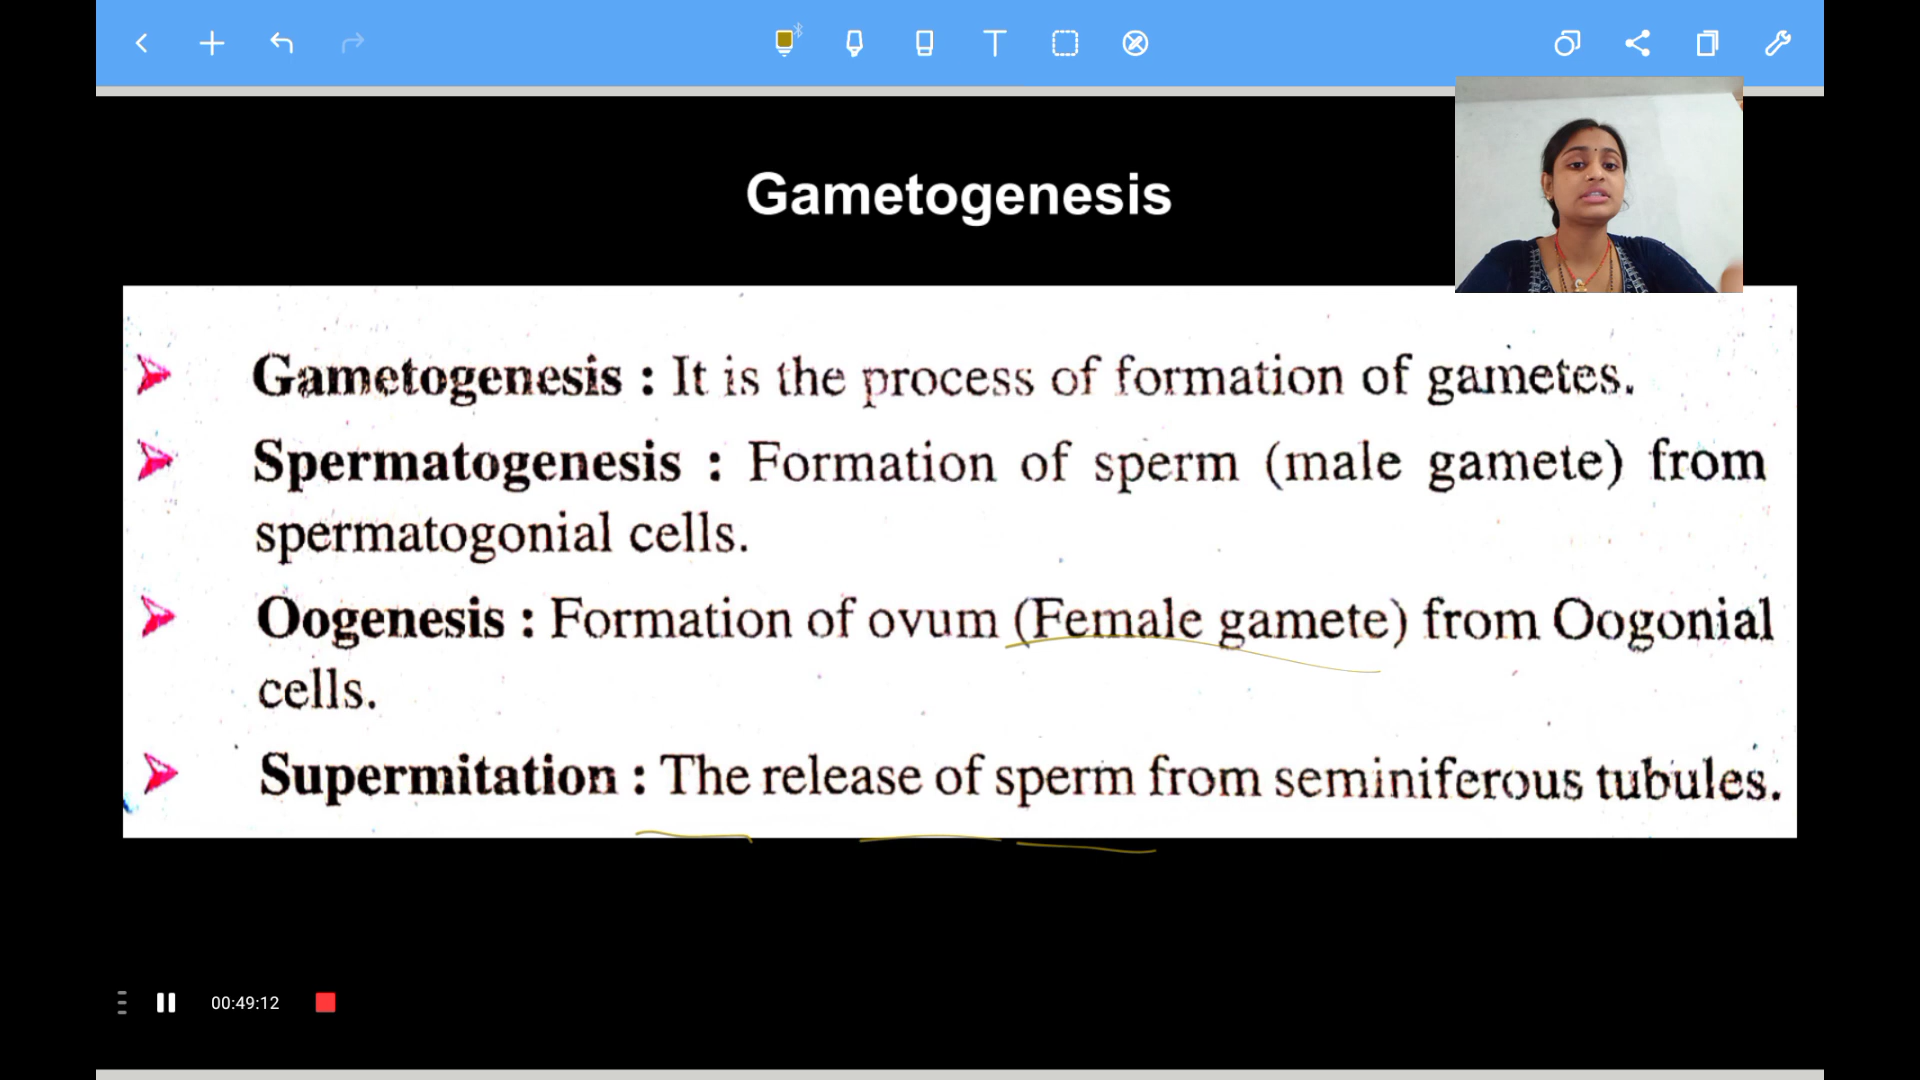 Gametogenesis
Gametogenesis : It is the process of formation of gametes.
Spermatogenesis : Formation of sperm (male gamete) from
spermatogonial cells.
Oogenesis : Formation of ovum (Female gamete) from Oogonial
cells.
Supermitation : The release of sperm from seminiferous tubules.
00:49:12